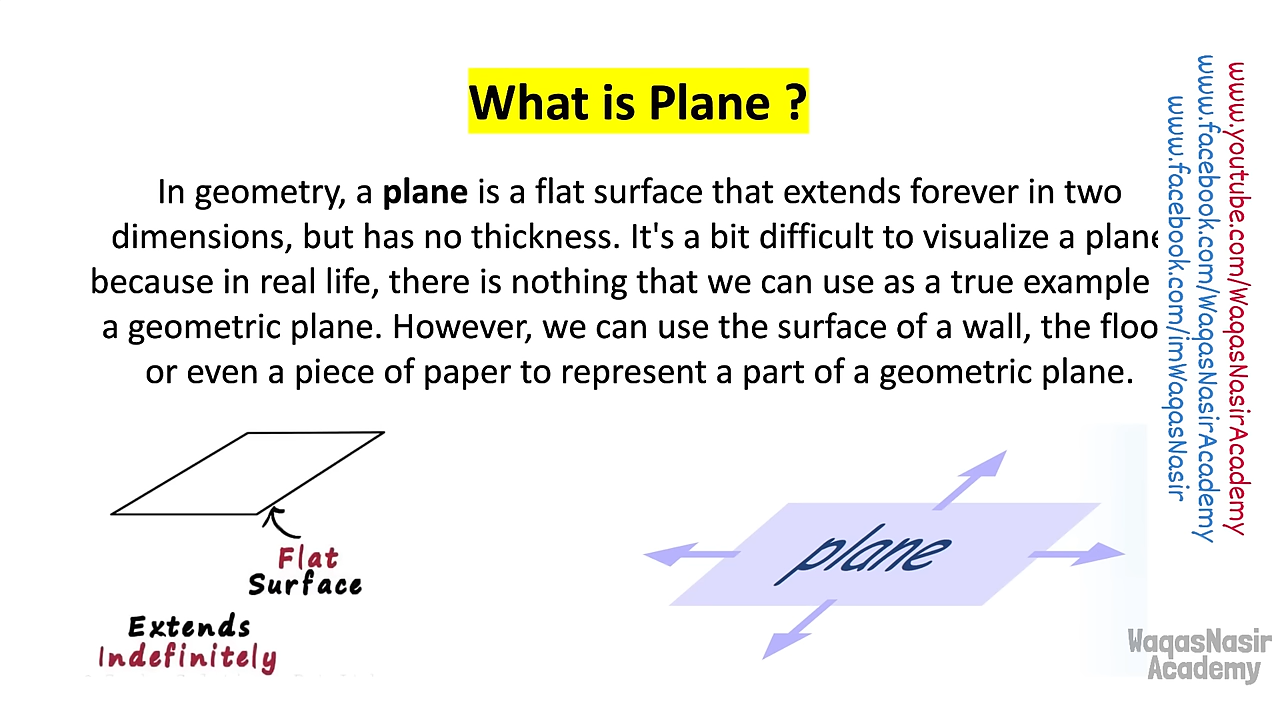 What is Plane ?
In geometry, a plane is a flat surface that extends forever in two
dimensions, but has no thickness. It's a bit difficult to visualize a plane
because in real life, there is nothing that we can use as a true example
a geometric plane. However, we can use the surface of a wall, the floo
or even a piece of paper to represent a part of a geometric plane.
Flat
Surface
Extends
Indefinitely
plane
www.youtube.com/WaqasNasirAcademy
www.facebook.com/WaqasNasirAcademy
www.facebook.com/imWaqasNasir
WaqasNasir
Academy